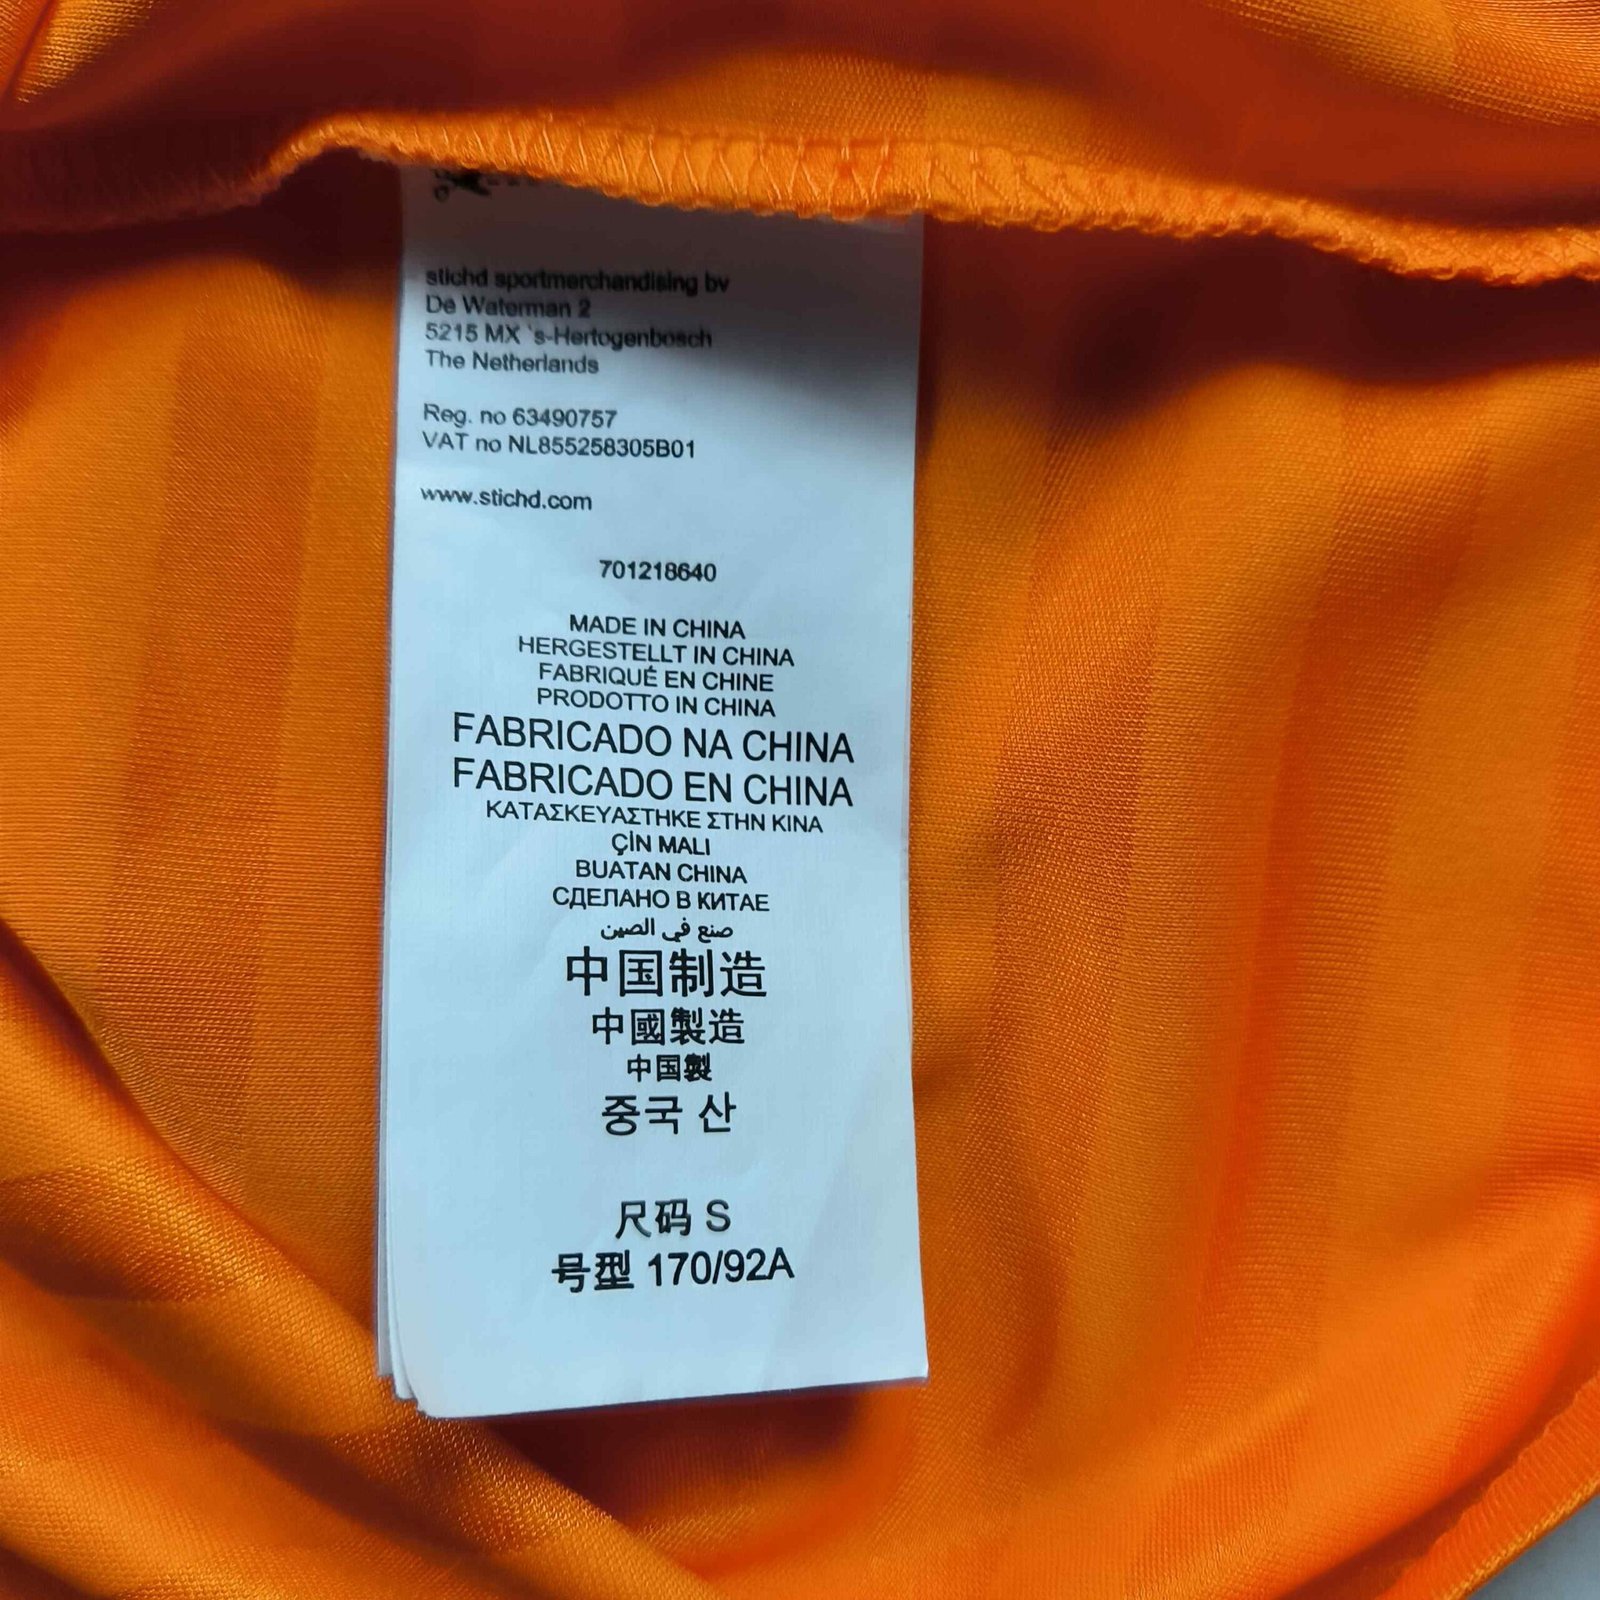 stichd sportmerchandising bv
De Waterman 2
5215 MX `s-Hertogenbosch
The Netherlands
Reg. no 63490757
VAT no NL855258305B01
www.stichd.com
701218640
MADE IN CHINA
HERGESTELLT IN CHINA
FABRIQUÉ EN CHINE
PRODOTTO IN CHINA
FABRICADO NA CHINA
FABRICADO EN CHINA
ΚΑΤΑΣΚΕΥΑΣΤΗΚΕ ΣΤΗΝ ΚΙΝΑ
ÇİN MALI
BUATAN CHINA
СДЕЛАНО В КИТАЕ
صنع في الصين
中国制造
中國製造
中国製
중국 산
尺码 S
号型 170/92A